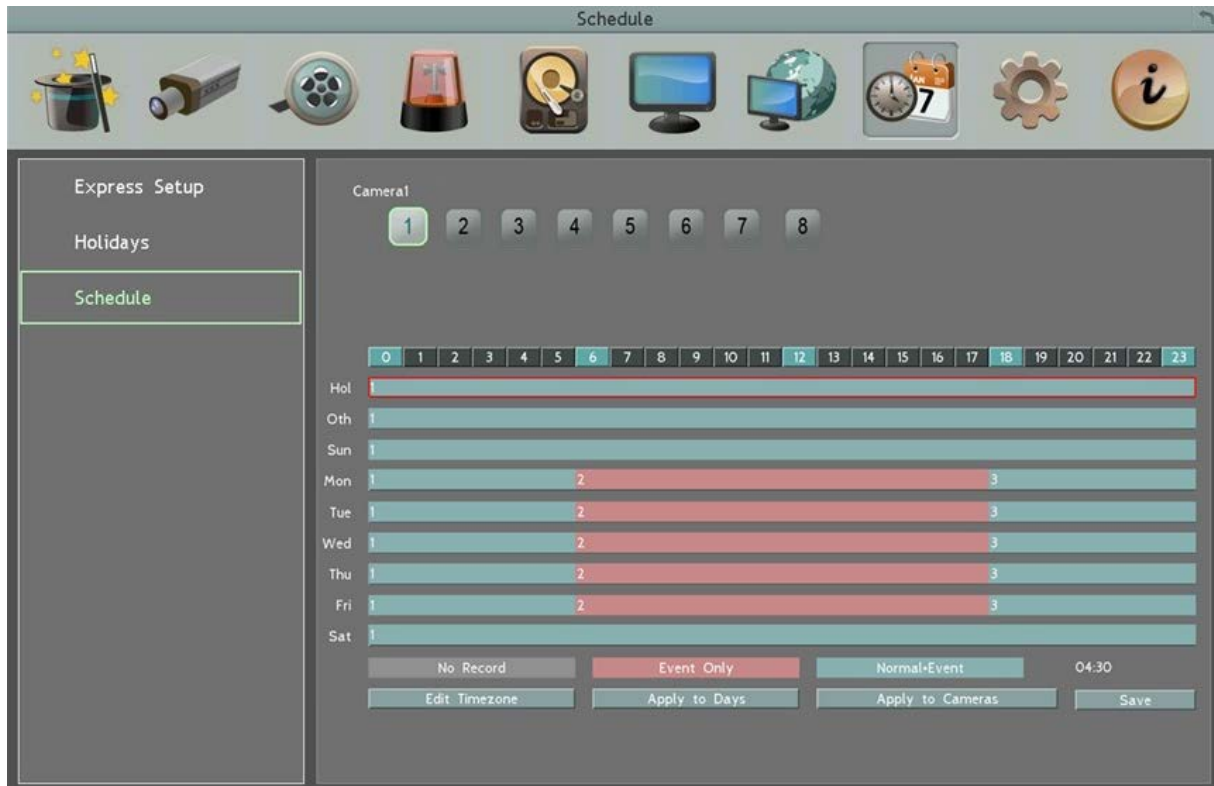 Schedule
JAN
7
i
Express Setup
Holidays
Schedule
Camera1
1 2 3 4 5 6 7 8
0 1 2 3 4 5 6 7 8 9 10 11 12 13 14 15 16 17 18 19 20 21 22 23
Hol 1
Oth 1
Sun 1
Mon 1 2 3
Tue 1 2 3
Wed 1 2 3
Thu 1 2 3
Fri 1 2 3
Sat 1
No Record Event Only Normal•Event 04:30
Edit Timezone Apply to Days Apply to Cameras Save